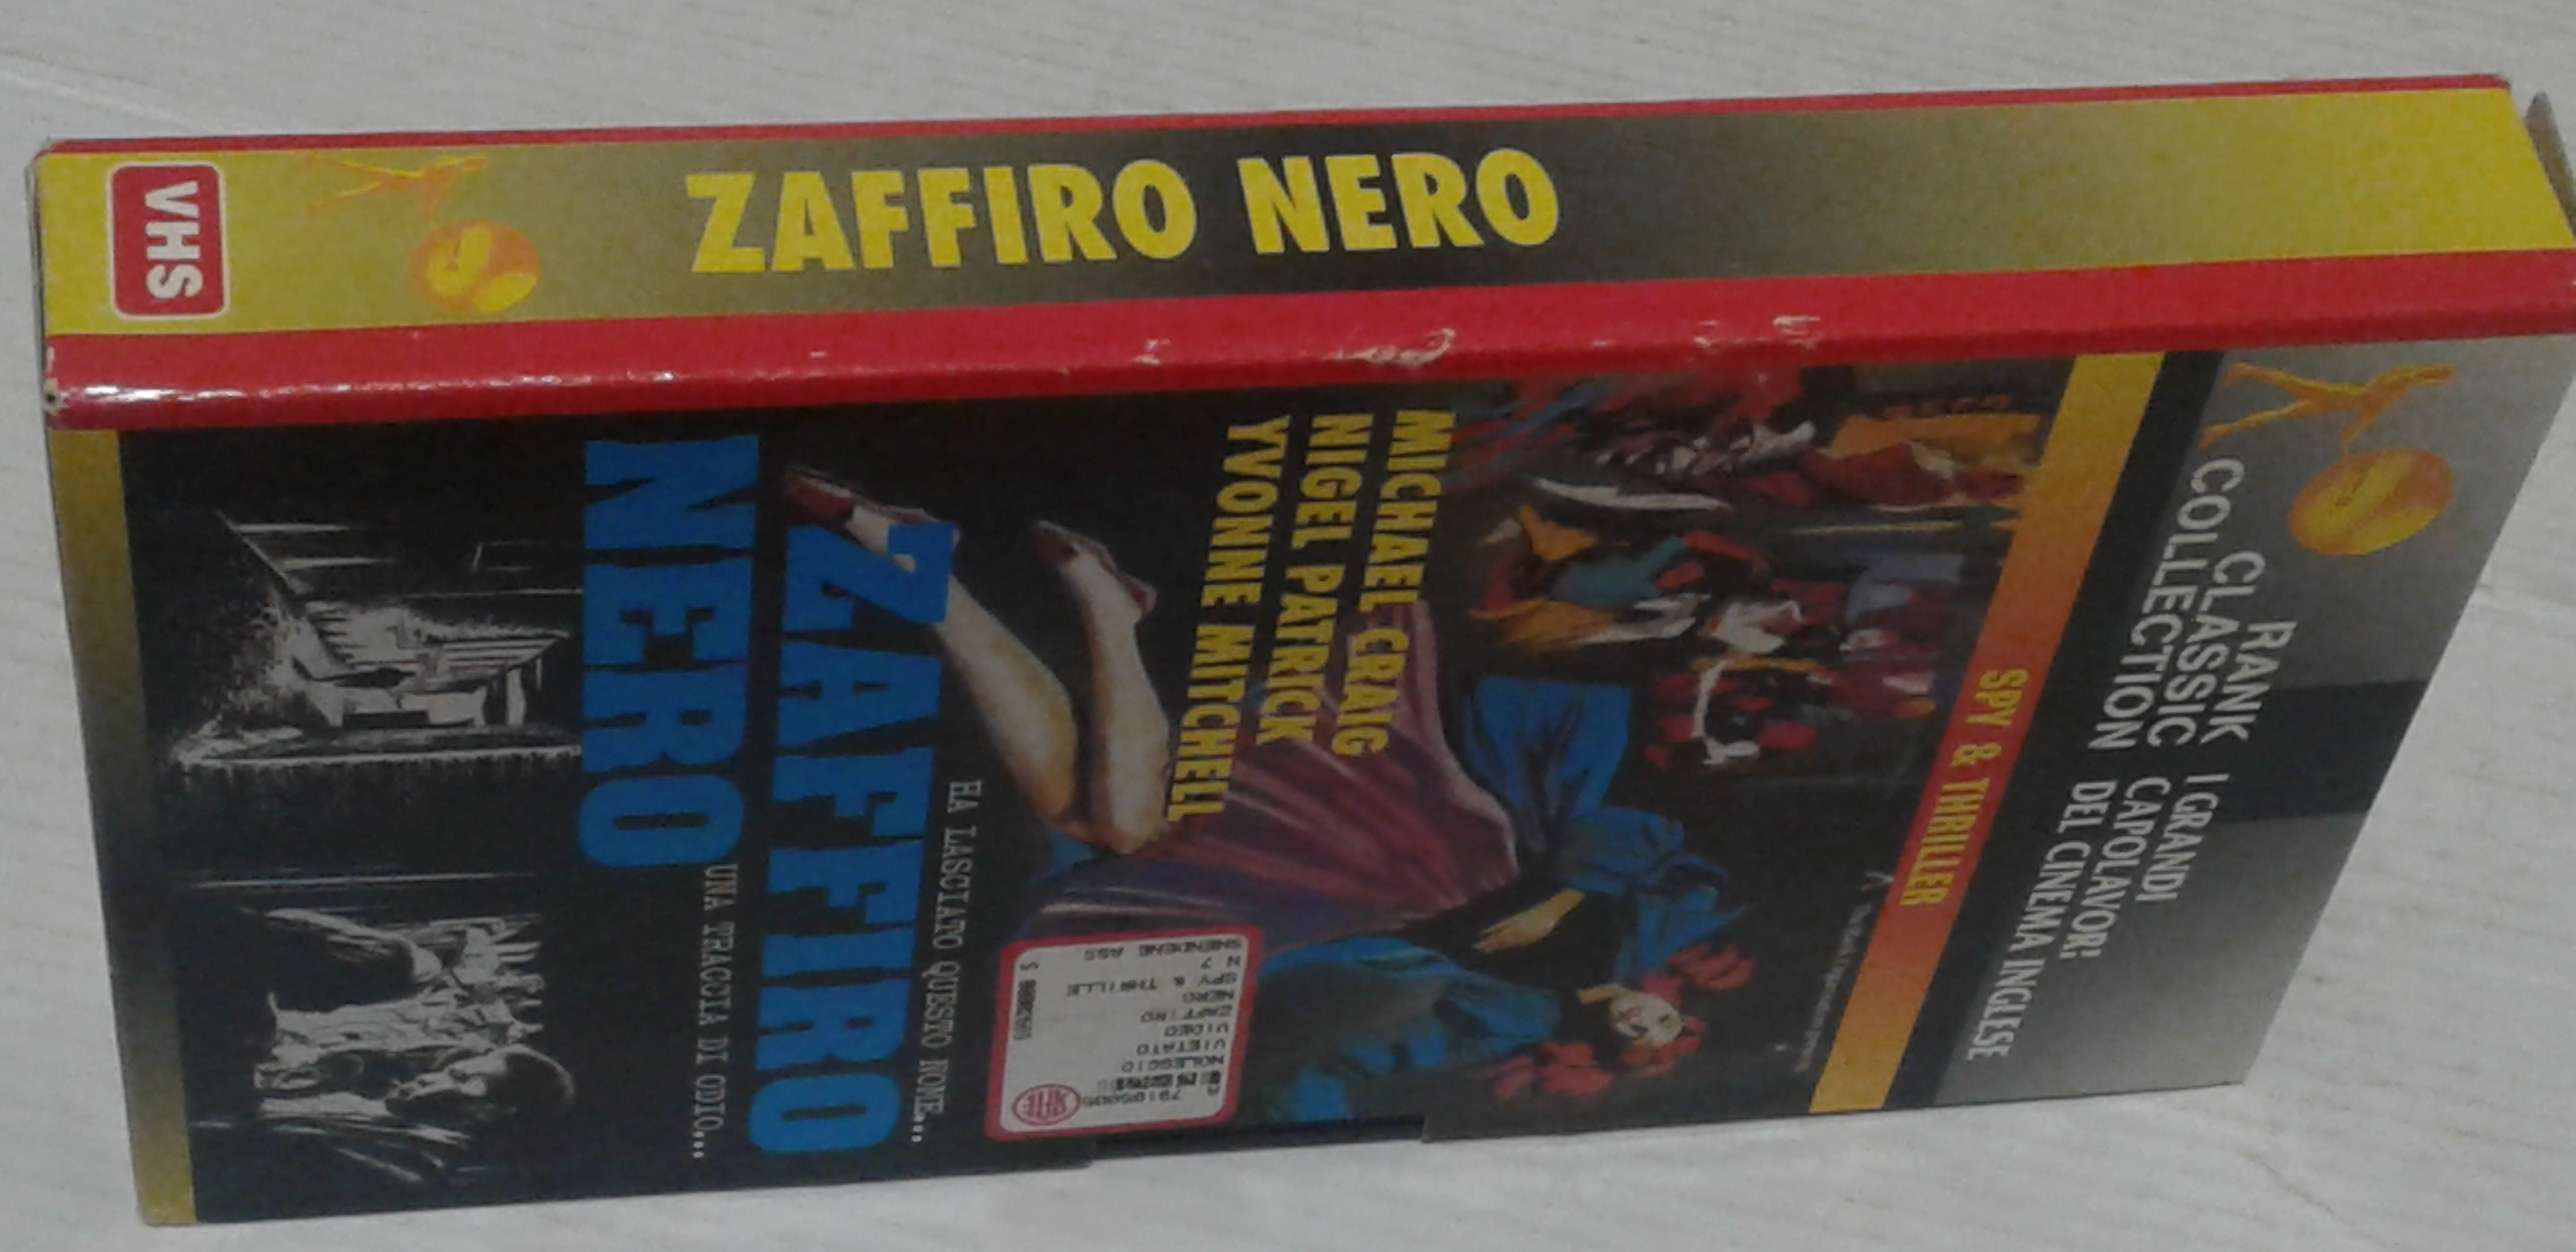 VHS
ZAFFIRO NERO
RANK
CLASSIC
COLLECTION
I GRANDI
CAPOLAVORI
DEL CINEMA INGLESE
SPY & THRILLER
MICHAEL CRAIG
NIGEL PATRICK
YVONNE MITCHELL
HA LASCIATO QUESTO NOME...
ZAFFIRO
NERO
UNA TRACCIA DI ODIO...
NOLEGGIO
VIETATO
VIDEO
ZAFFIRO
NERO
SPY & THRILLE
N 7